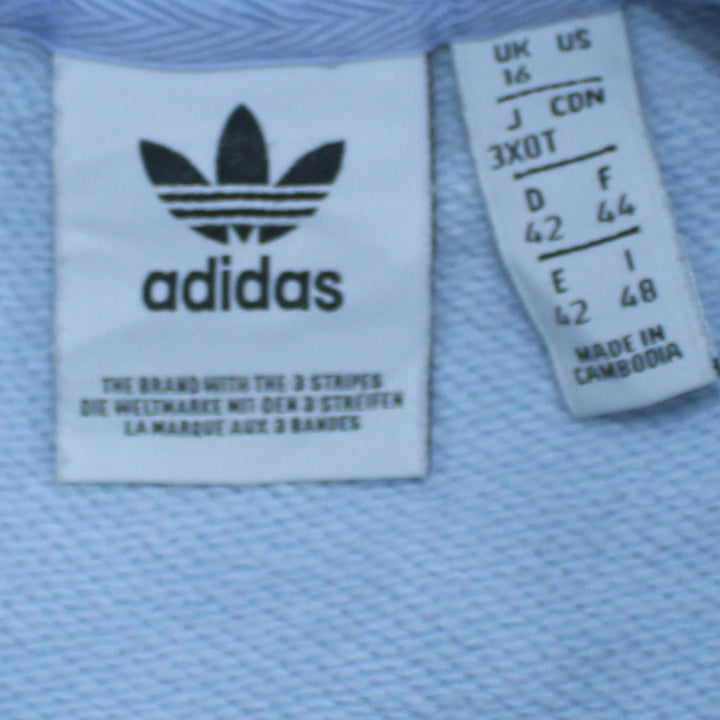 adidas
THE BRAND WITH THE 3 STRIPES
DIE WELTMARKE MIT DEN 3 STREIFEN
LA MARQUE AUX 3 BANDES
UK US
16
J CDN
3XOT
D F
42 44
E I
42 48
MADE IN
CAMBODIA